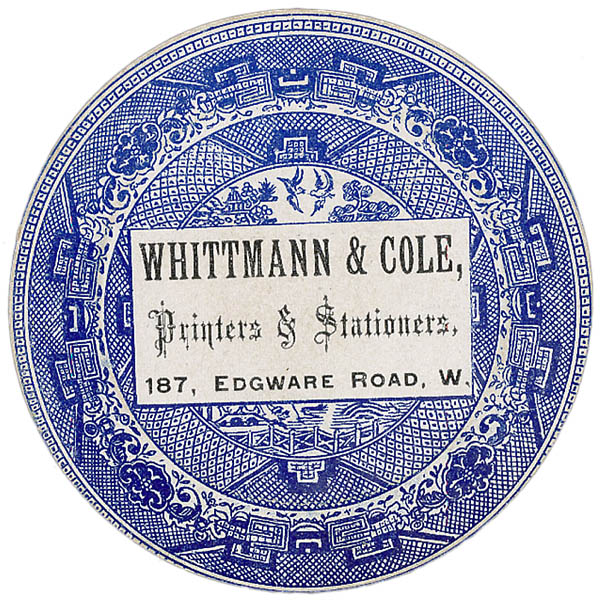 WHITTMANN & COLE,
Printers & Stationers,
187, EDGWARE ROAD, W.